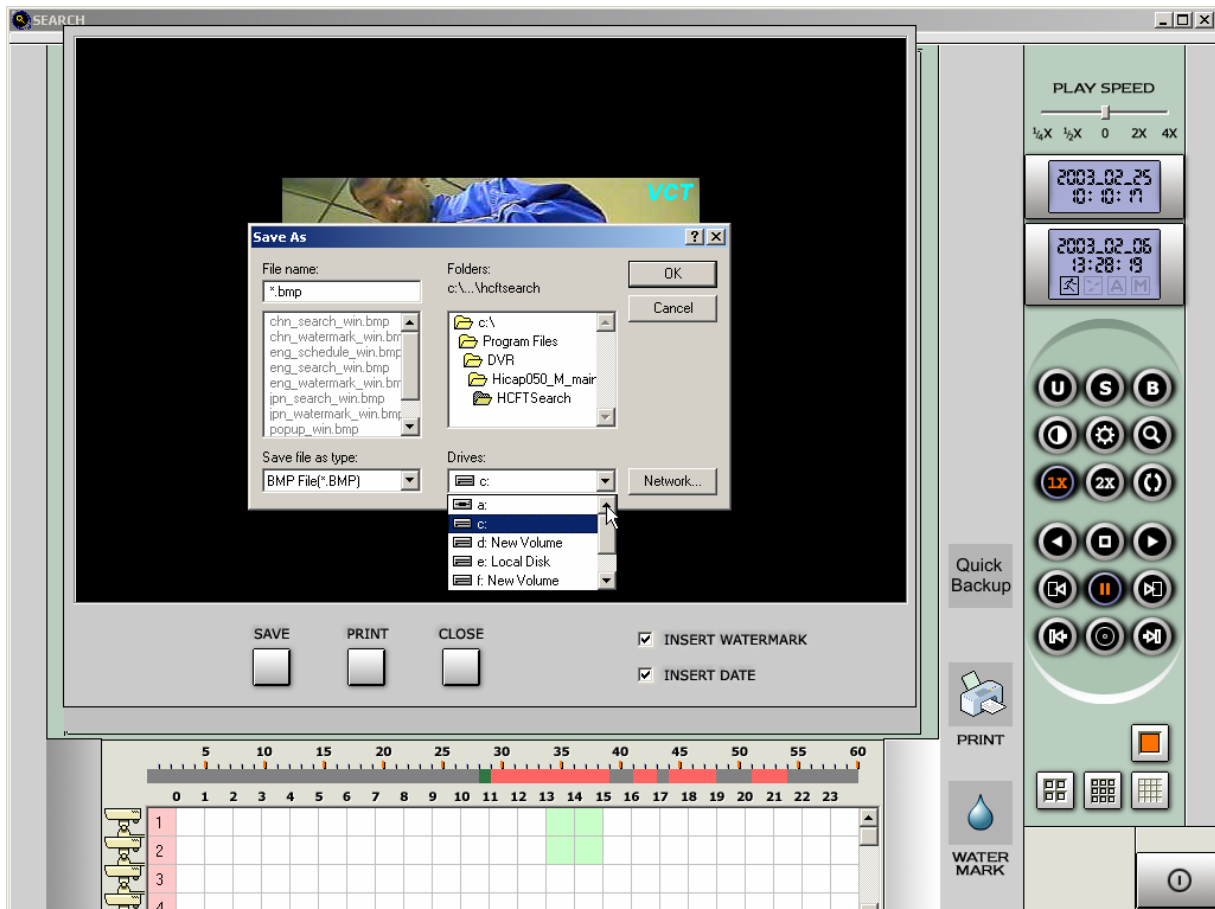 SEARCH
PLAY SPEED
¼X ½X 0 2X 4X
2003_02_25
10:10:17
2003_02_06
13:28:19
A M
VCT
Save As
File name:
*.bmp
chn_search_win.bmp
chn_watermark_win.bm
eng_schedule_win.bmp
eng_search_win.bmp
eng_watermark_win.bm
jpn_search_win.bmp
jpn_watermark_win.bmp
popup_win.bmp
Save file as type:
BMP File(*.BMP)
Folders:
c:\...\hcftsearch
c:\
Program Files
DVR
Hicap050_M_main
HCFTSearch
Drives:
c:
a:
c:
d: New Volume
e: Local Disk
f: New Volume
OK
Cancel
Network...
U S B
1X 2X
SAVE PRINT CLOSE
INSERT WATERMARK
INSERT DATE
Quick
Backup
PRINT
WATER
MARK
5 10 15 20 25 30 35 40 45 50 55 60
0 1 2 3 4 5 6 7 8 9 10 11 12 13 14 15 16 17 18 19 20 21 22 23
1
2
3
4